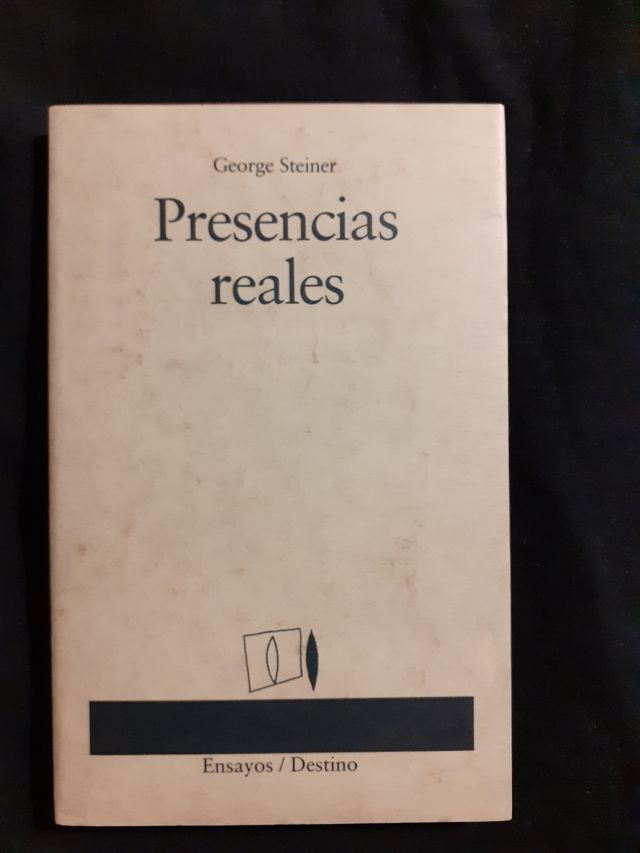 George Steiner
Presencias
reales
Ensayos / Destino